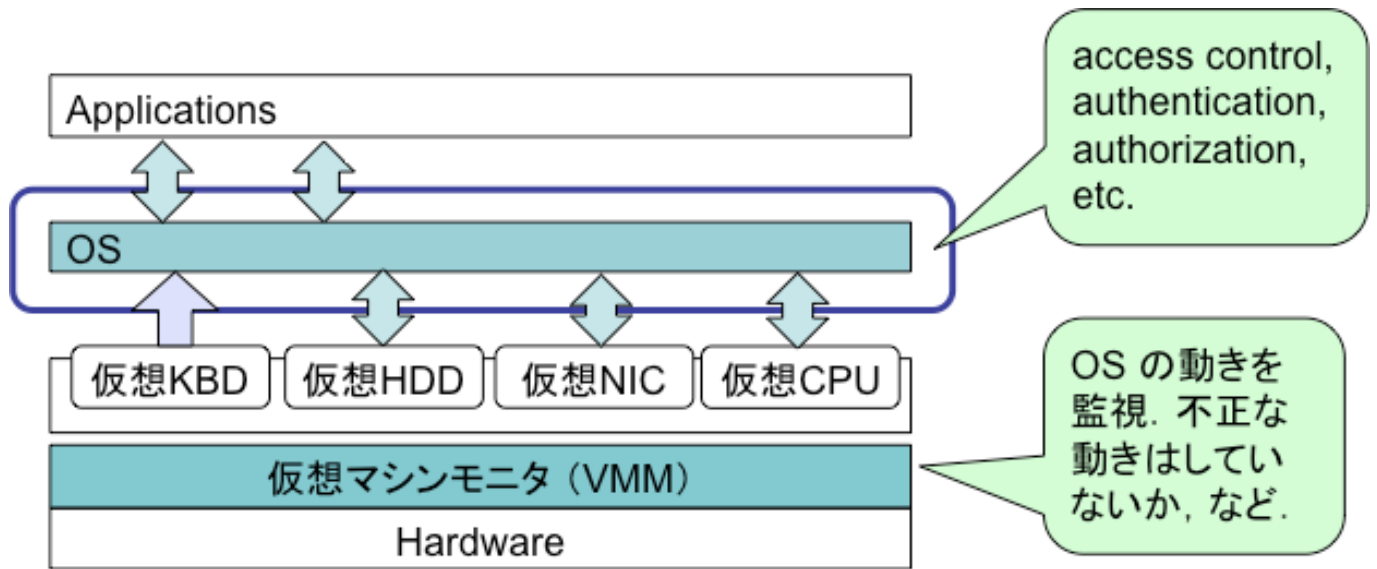 access control,
authentication,
authorization,
etc.
Applications
OS
仮想KBD
仮想HDD
仮想NIC
仮想CPU
OS の動きを
監視. 不正な
動きはしてい
ないか, など.
仮想マシンモニタ（VMM）
Hardware